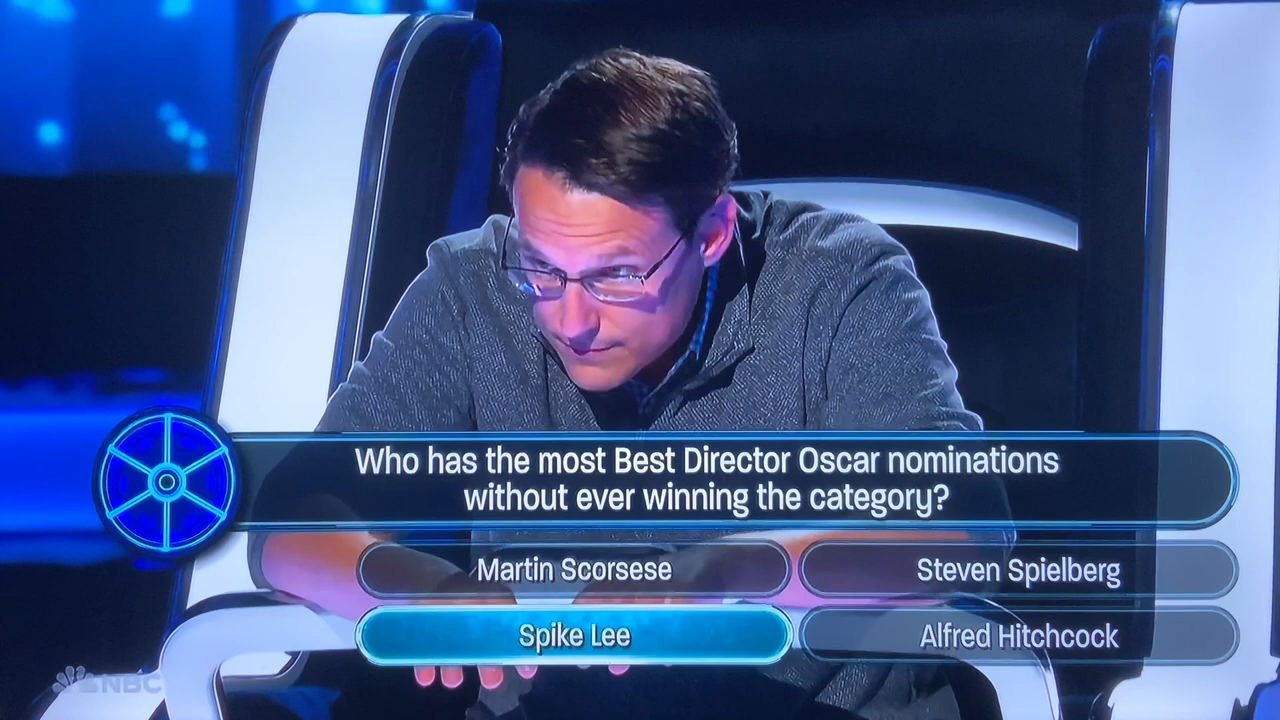 Who has the most Best Director Oscar nominations
without ever winning the category?
Martin Scorsese
Steven Spielberg
Spike Lee
Alfred Hitchcock
NBC